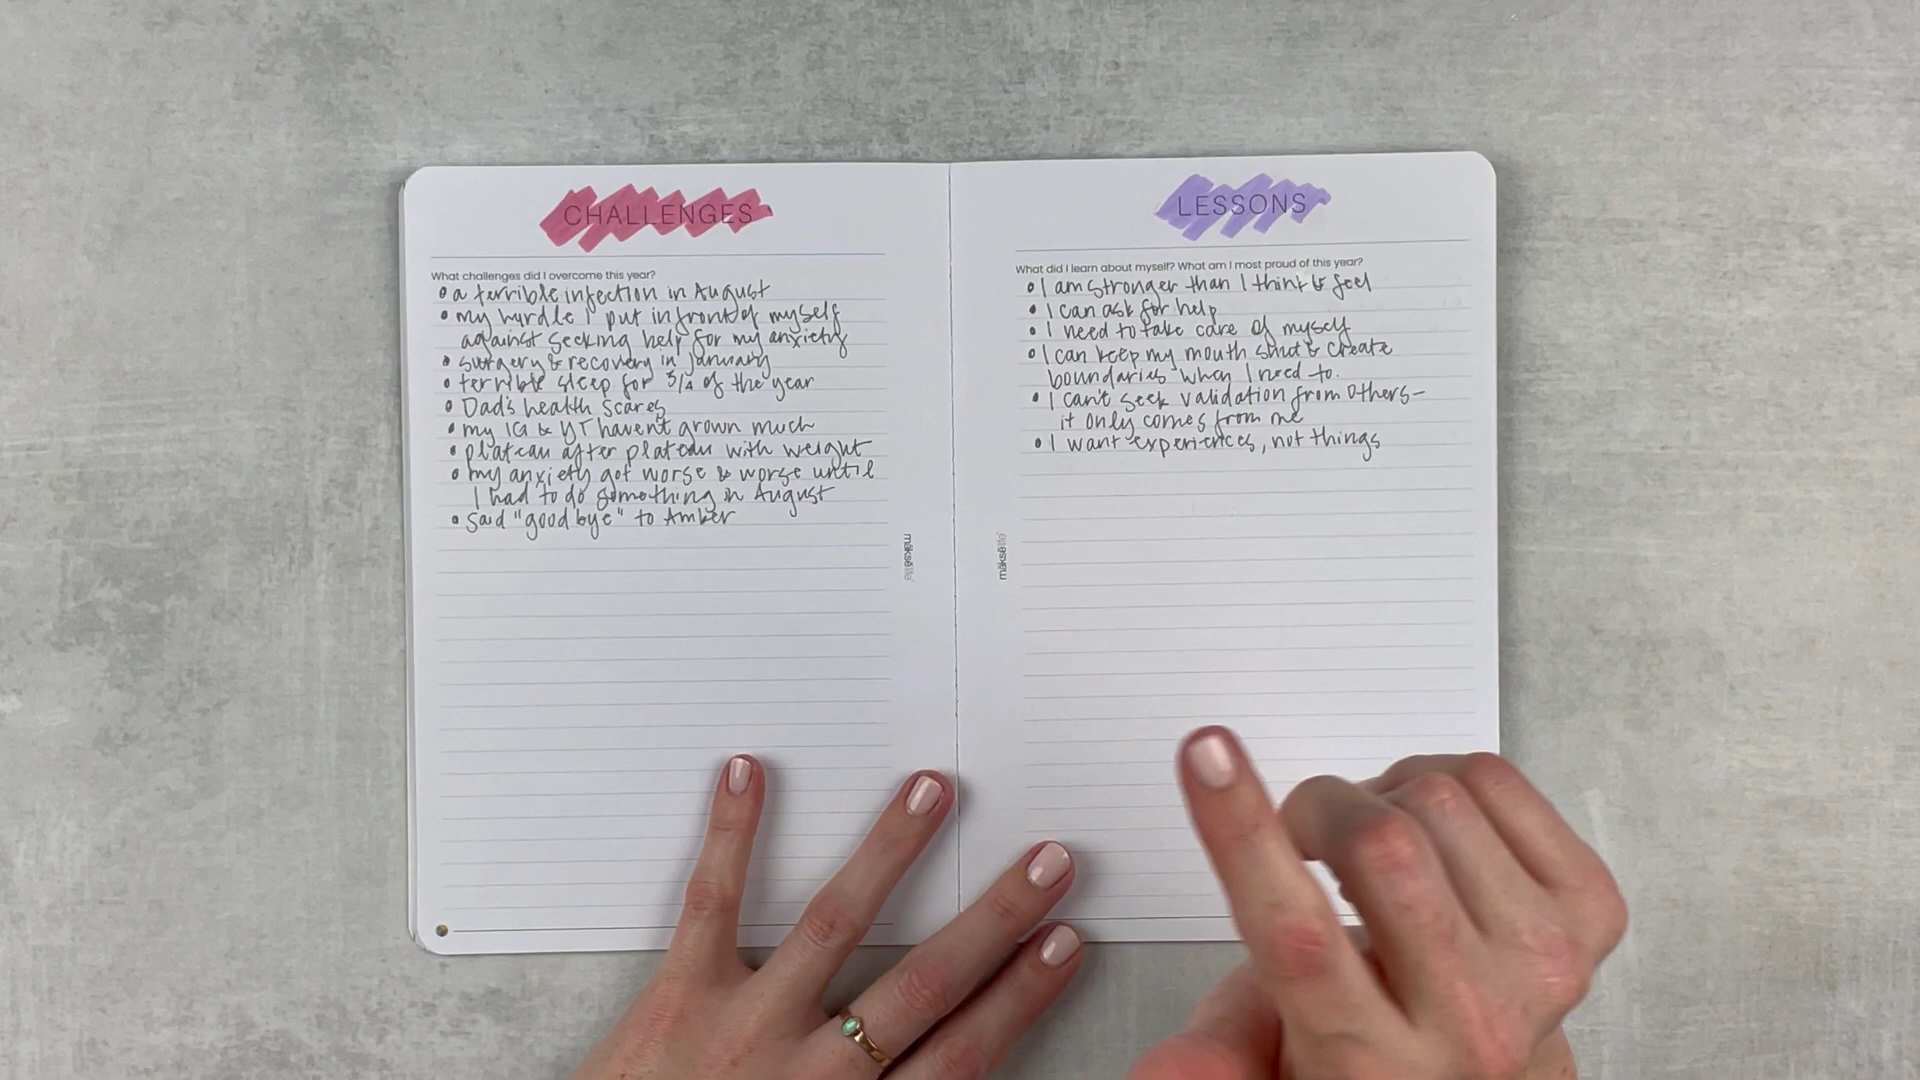 CHALLENGES
What challenges did I overcome this year?
• a terrible infection in August
• my hurdle I put in front of myself
against seeking help for my anxiety
• surgery & recovery in January
• terrible sleep for 3/4 of the year
• Dad's health scares
• my IG & YT haven't grown much
• plateau after plateau with weight
• my anxiety got worse & worse until
I had to do something in August
• said "goodbye" to Amber
mäksēlife
LESSONS
What did I learn about myself? What am I most proud of this year?
• I am stronger than I think & feel
• I can ask for help
• I need to take care of myself
• I can keep my mouth shut & create
boundaries when I need to.
• I can't seek validation from others-
it only comes from me
• I want experiences, not things
mäksēlife